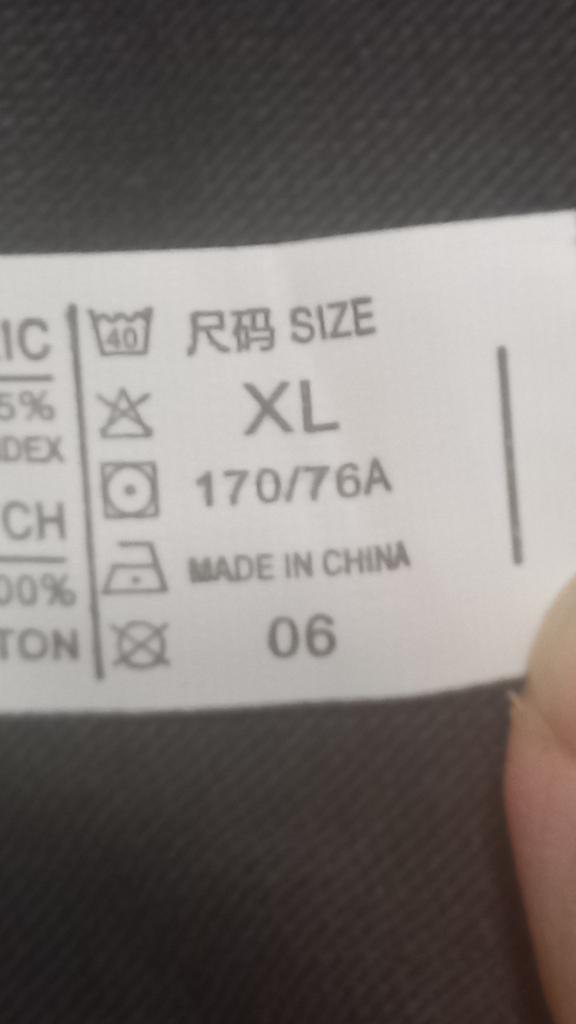 IC
5%
DEX
CH
00%
TON
40
尺码 SIZE
XL
170/76A
MADE IN CHINA
06